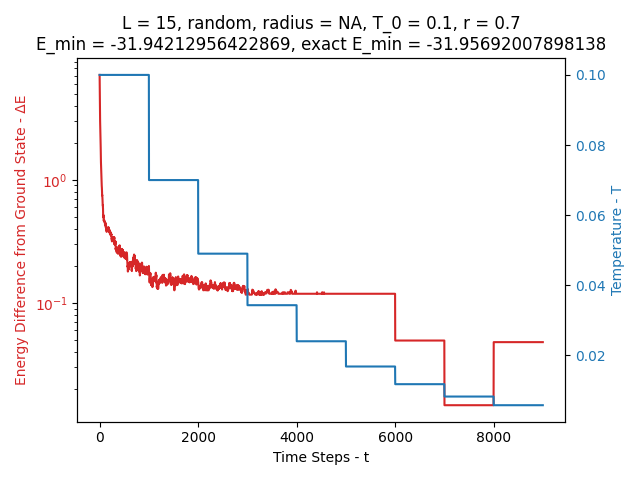 L = 15, random, radius = NA, T_0 = 0.1, r = 0.7
E_min = -31.94212956422869, exact E_min = -31.95692007898138
Energy Difference from Ground State - ΔE
10⁰
10⁻¹
0.10
0.08
0.06
0.04
0.02
Temperature - T
0 2000 4000 6000 8000
Time Steps - t